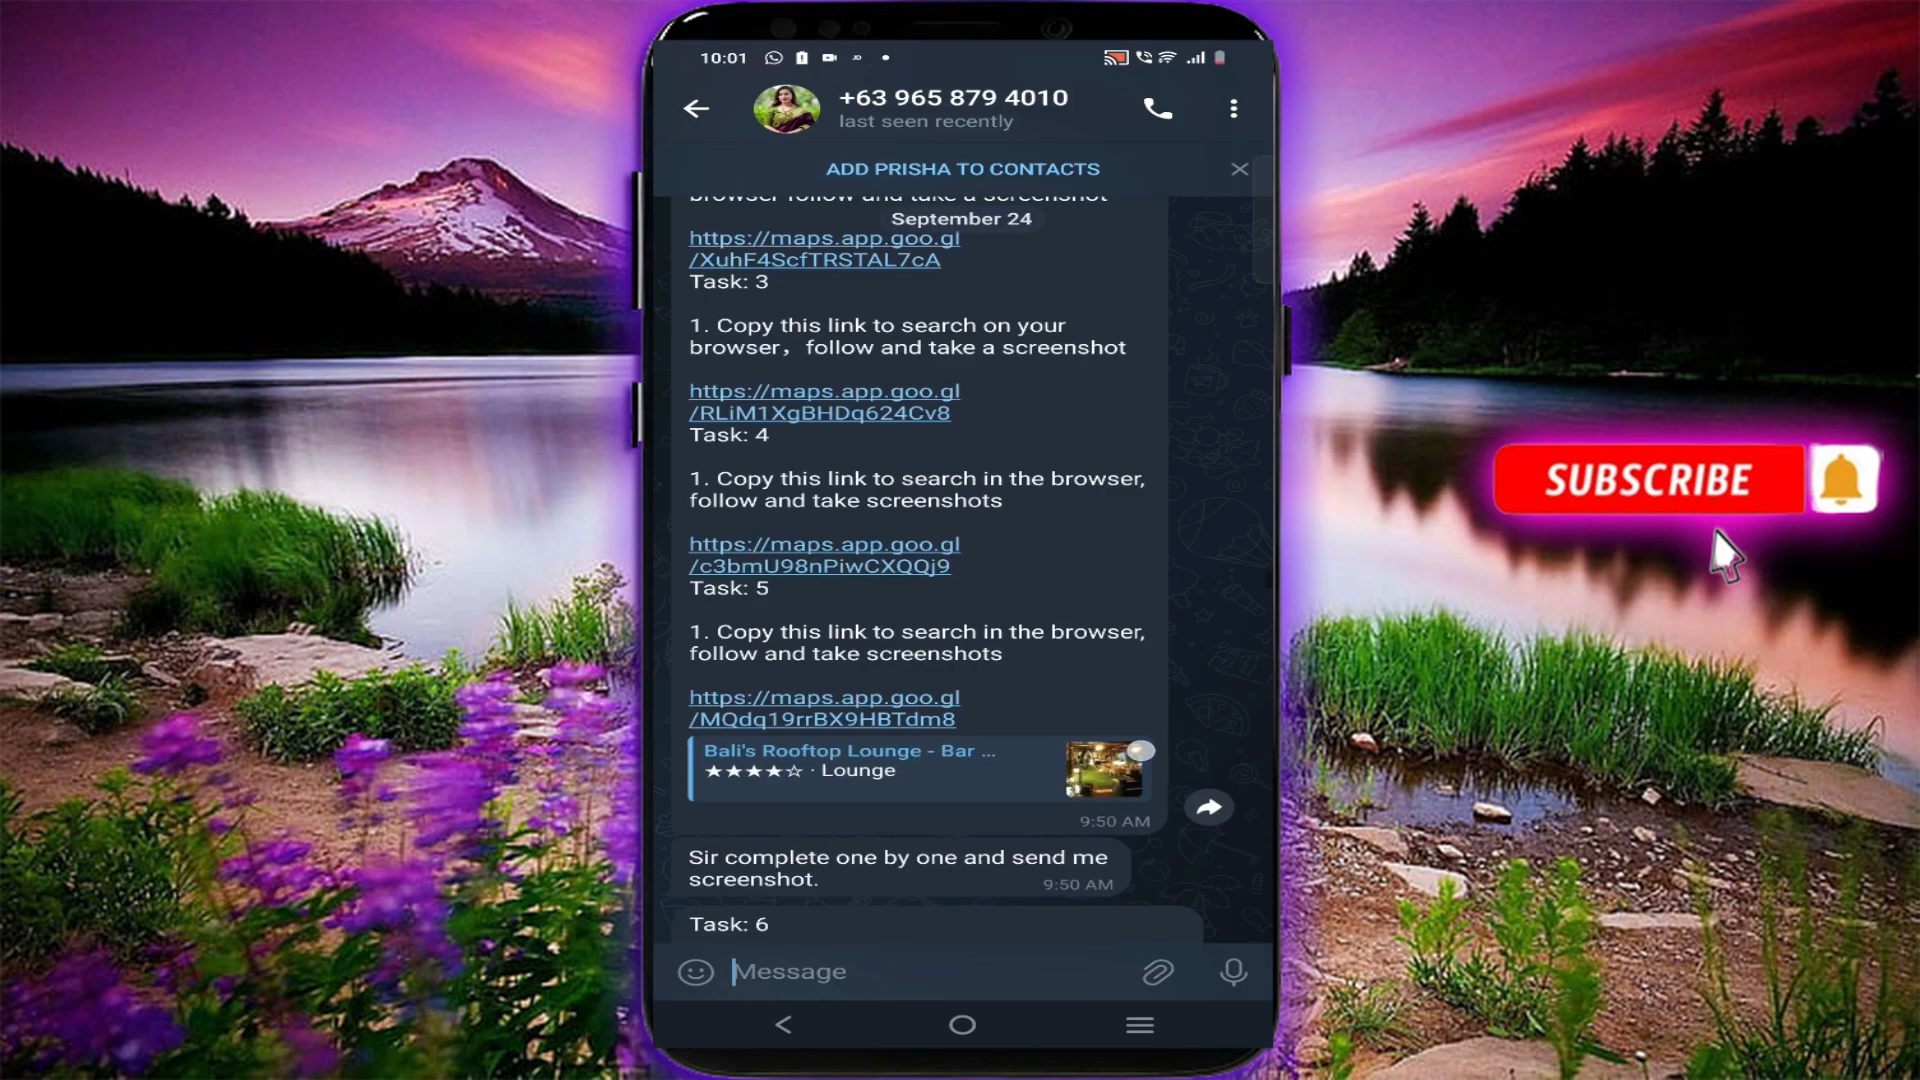 10:01
+63 965 879 4010
last seen recently
ADD PRISHA TO CONTACTS
browser follow and take a screenshot
September 24
https://maps.app.goo.gl
/XuhF4ScfTRSTAL7cA
Task: 3
1. Copy this link to search on your
browser，follow and take a screenshot
https://maps.app.goo.gl
/RLiM1XgBHDq624Cv8
Task: 4
1. Copy this link to search in the browser,
follow and take screenshots
https://maps.app.goo.gl
/c3bmU98nPiwCXQQj9
Task: 5
1. Copy this link to search in the browser,
follow and take screenshots
https://maps.app.goo.gl
/MQdq19rrBX9HBTdm8
Bali's Rooftop Lounge - Bar ...
★★★★☆ · Lounge
9:50 AM
Sir complete one by one and send me
screenshot.
9:50 AM
Task: 6
Message
SUBSCRIBE